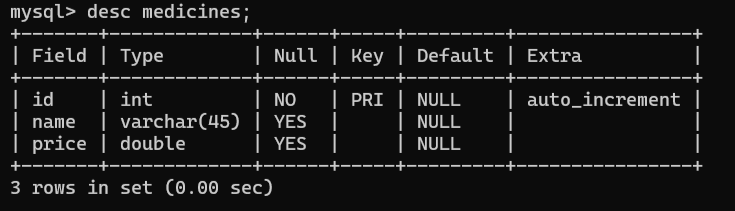 mysql> desc medicines;
+-------+-------------+------+-----+---------+----------------+
| Field | Type        | Null | Key | Default | Extra          |
+-------+-------------+------+-----+---------+----------------+
| id    | int         | NO   | PRI | NULL    | auto_increment |
| name  | varchar(45) | YES  |     | NULL    |                |
| price | double      | YES  |     | NULL    |                |
+-------+-------------+------+-----+---------+----------------+
3 rows in set (0.00 sec)